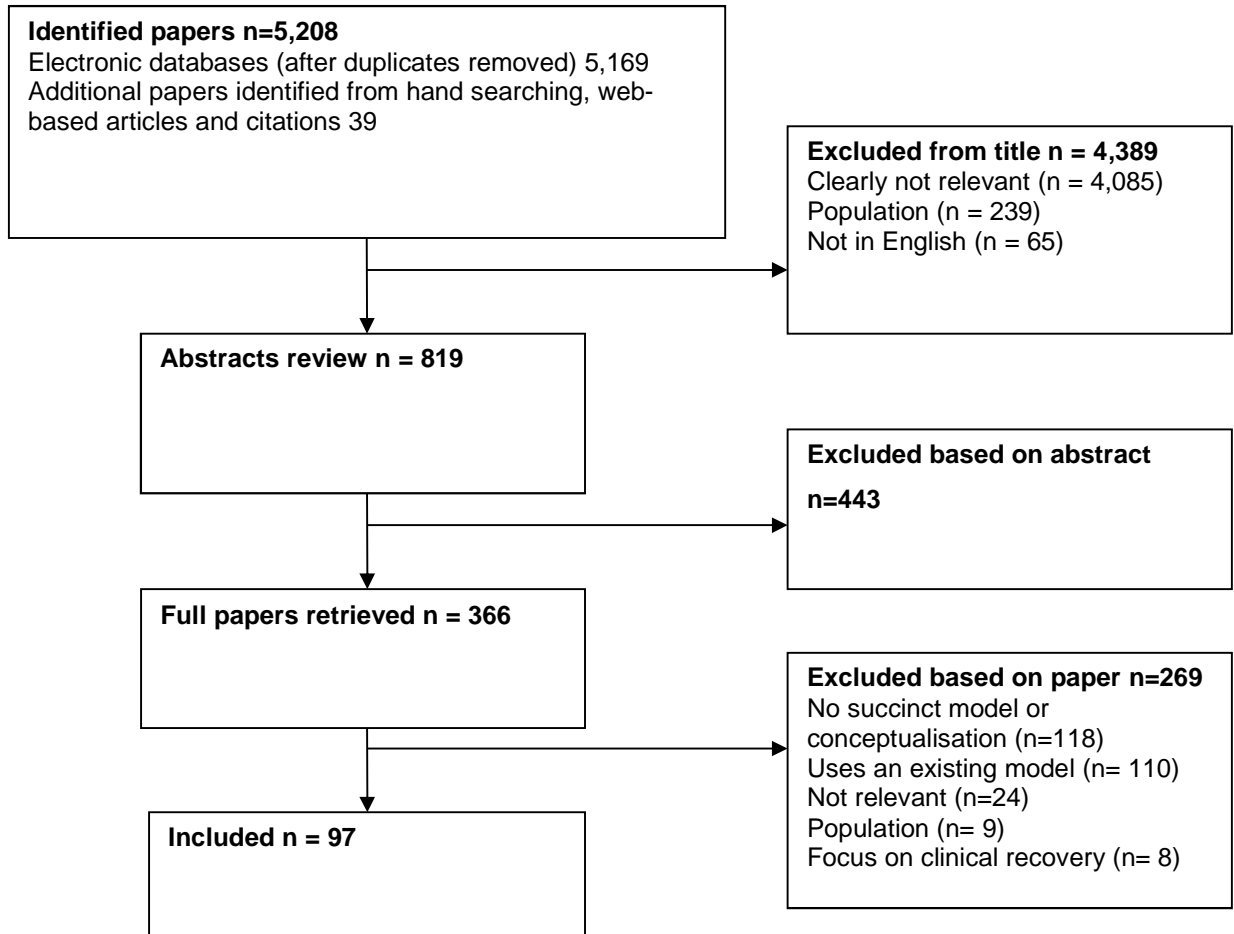 Identified papers n=5,208
Electronic databases (after duplicates removed) 5,169
Additional papers identified from hand searching, web-
based articles and citations 39
Excluded from title n = 4,389
Clearly not relevant (n = 4,085)
Population (n = 239)
Not in English (n = 65)
Abstracts review n = 819
Excluded based on abstract
n=443
Full papers retrieved n = 366
Excluded based on paper n=269
No succinct model or
conceptualisation (n=118)
Uses an existing model (n= 110)
Not relevant (n=24)
Population (n= 9)
Focus on clinical recovery (n= 8)
Included n = 97